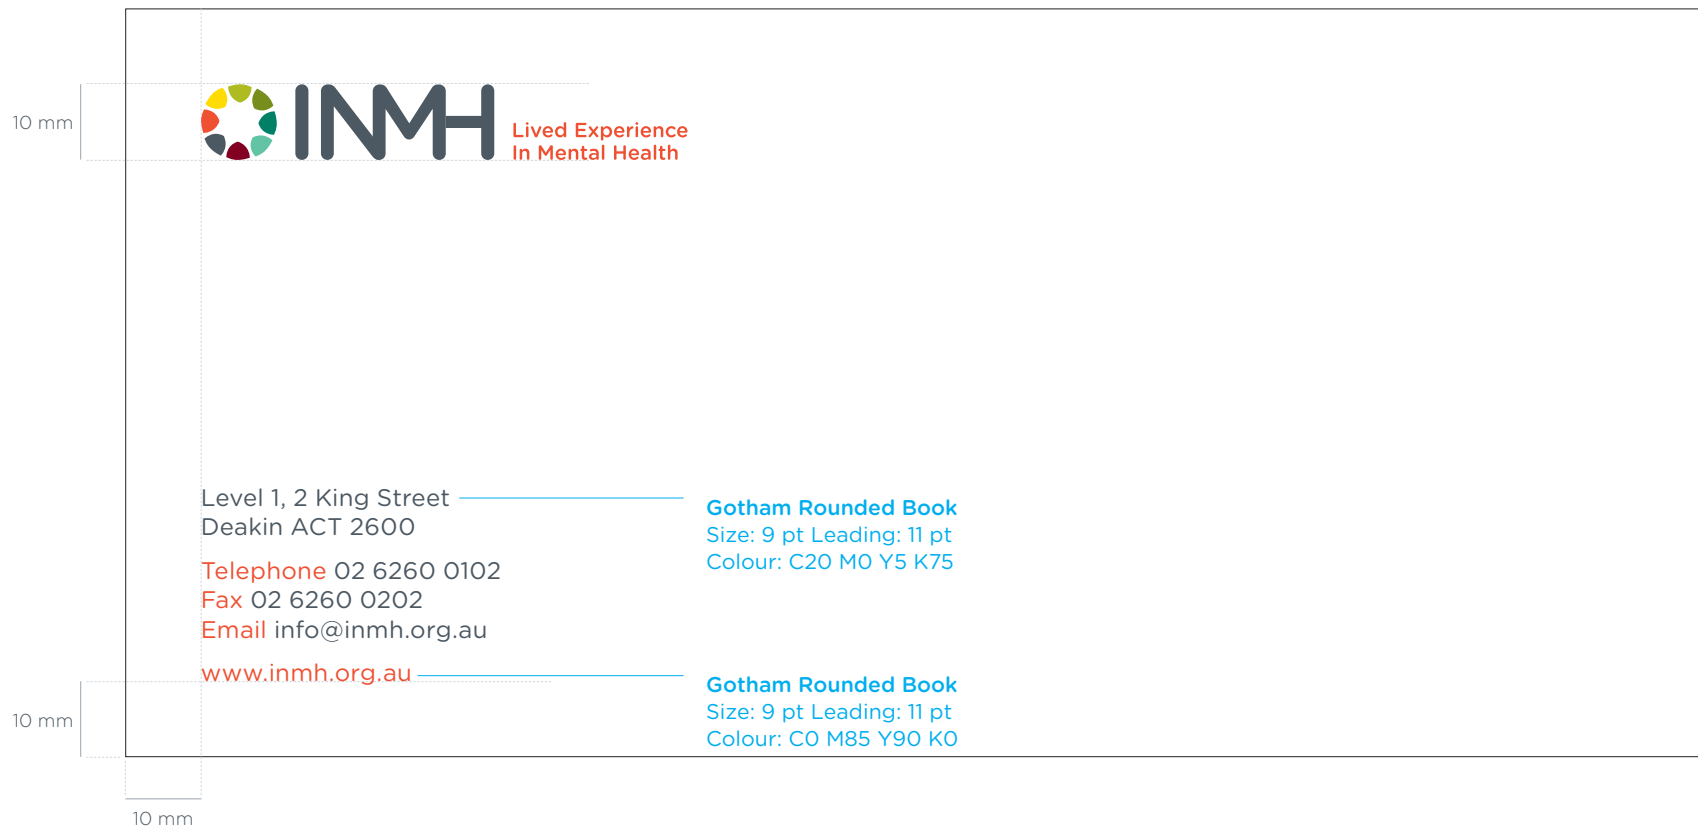 10 mm
INMH
Lived Experience
In Mental Health
Level 1, 2 King Street
Deakin ACT 2600
Telephone 02 6260 0102
Fax 02 6260 0202
Email info@inmh.org.au
www.inmh.org.au
Gotham Rounded Book
Size: 9 pt Leading: 11 pt
Colour: C20 M0 Y5 K75
Gotham Rounded Book
Size: 9 pt Leading: 11 pt
Colour: C0 M85 Y90 K0
10 mm
10 mm